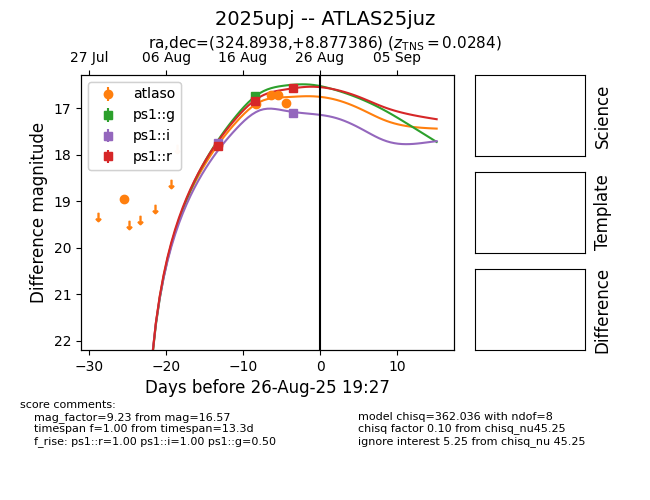 2025upj -- ATLAS25juz
ra,dec=(324.8938,+8.877386) (z_TNS = 0.0284)
27 Jul 06 Aug 16 Aug 26 Aug 05 Sep
atlaso
ps1::g
ps1::i
ps1::r
17
18
19
20
21
22
Difference magnitude
−30 −20 −10 0 10
Days before 26-Aug-25 19:27
Science
Template
Difference
score comments:
mag_factor=9.23 from mag=16.57
timespan f=1.00 from timespan=13.3d
f_rise: ps1::r=1.00 ps1::i=1.00 ps1::g=0.50
model chisq=362.036 with ndof=8
chisq factor 0.10 from chisq_nu45.25
ignore interest 5.25 from chisq_nu 45.25